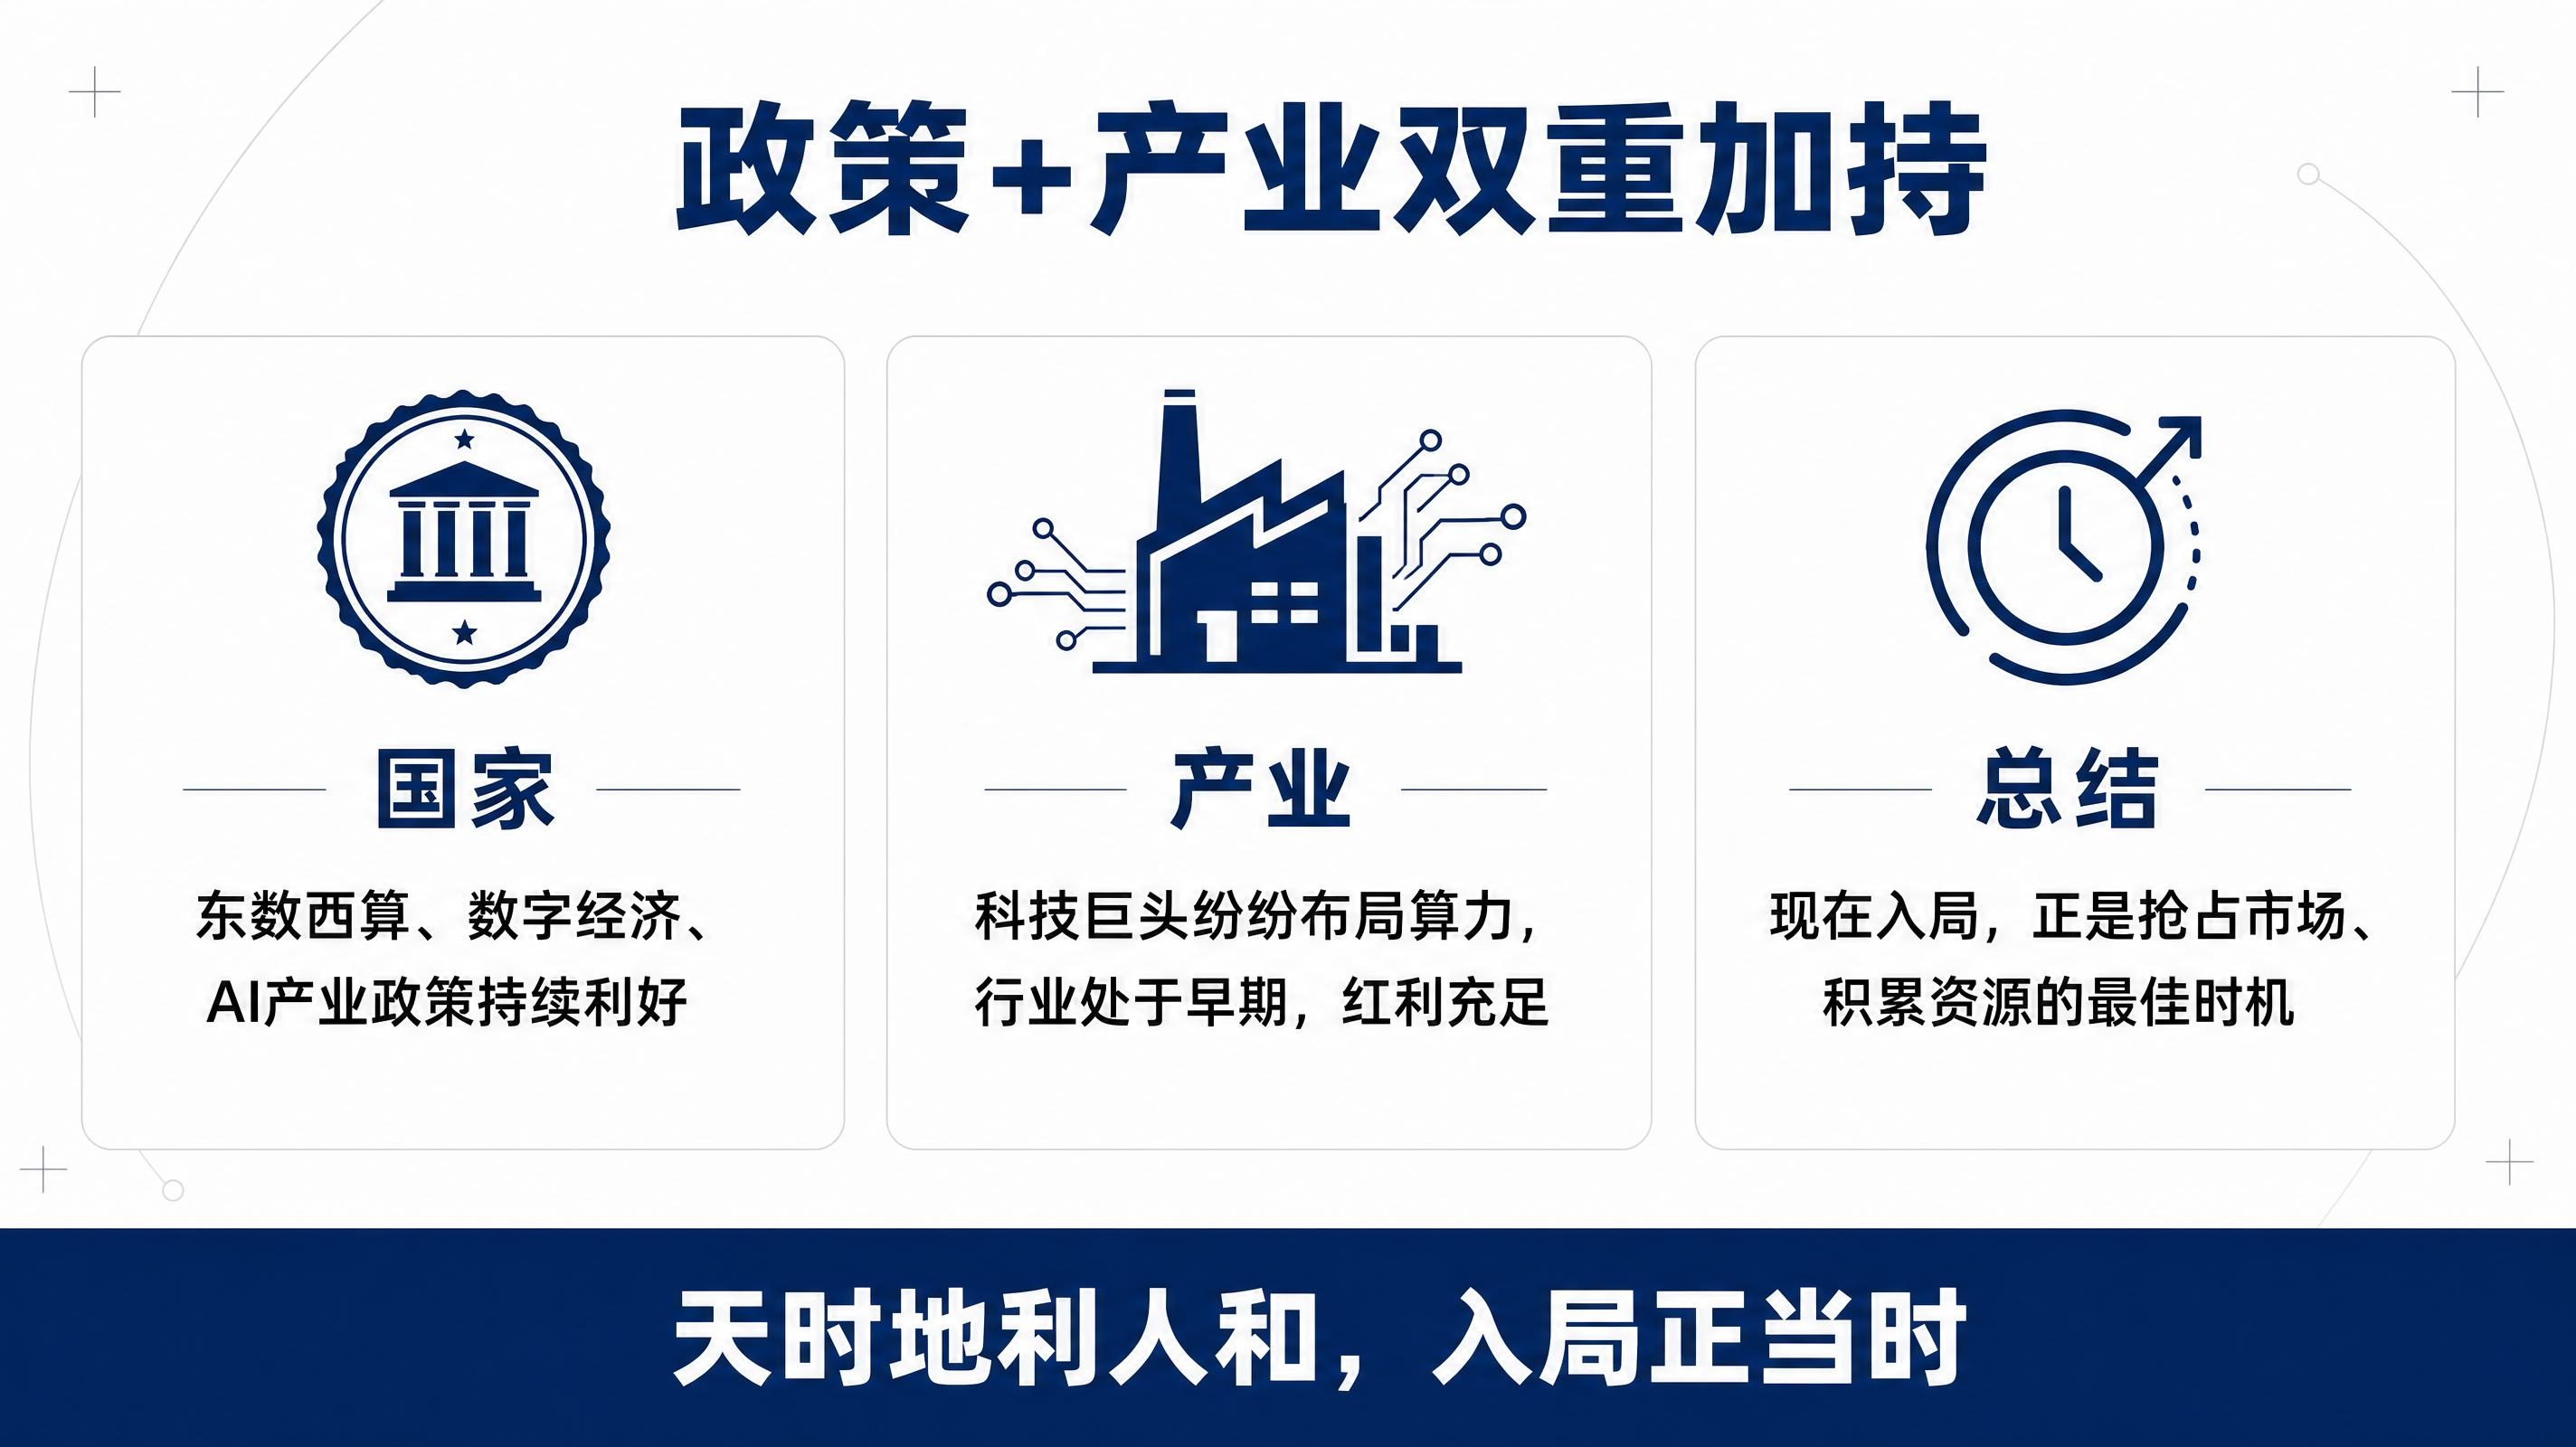 政策+产业双重加持
国家
东数西算、数字经济、
AI产业政策持续利好
产业
科技巨头纷纷布局算力，
行业处于早期，红利充足
总结
现在入局，正是抢占市场、
积累资源的最佳时机
天时地利人和，入局正当时